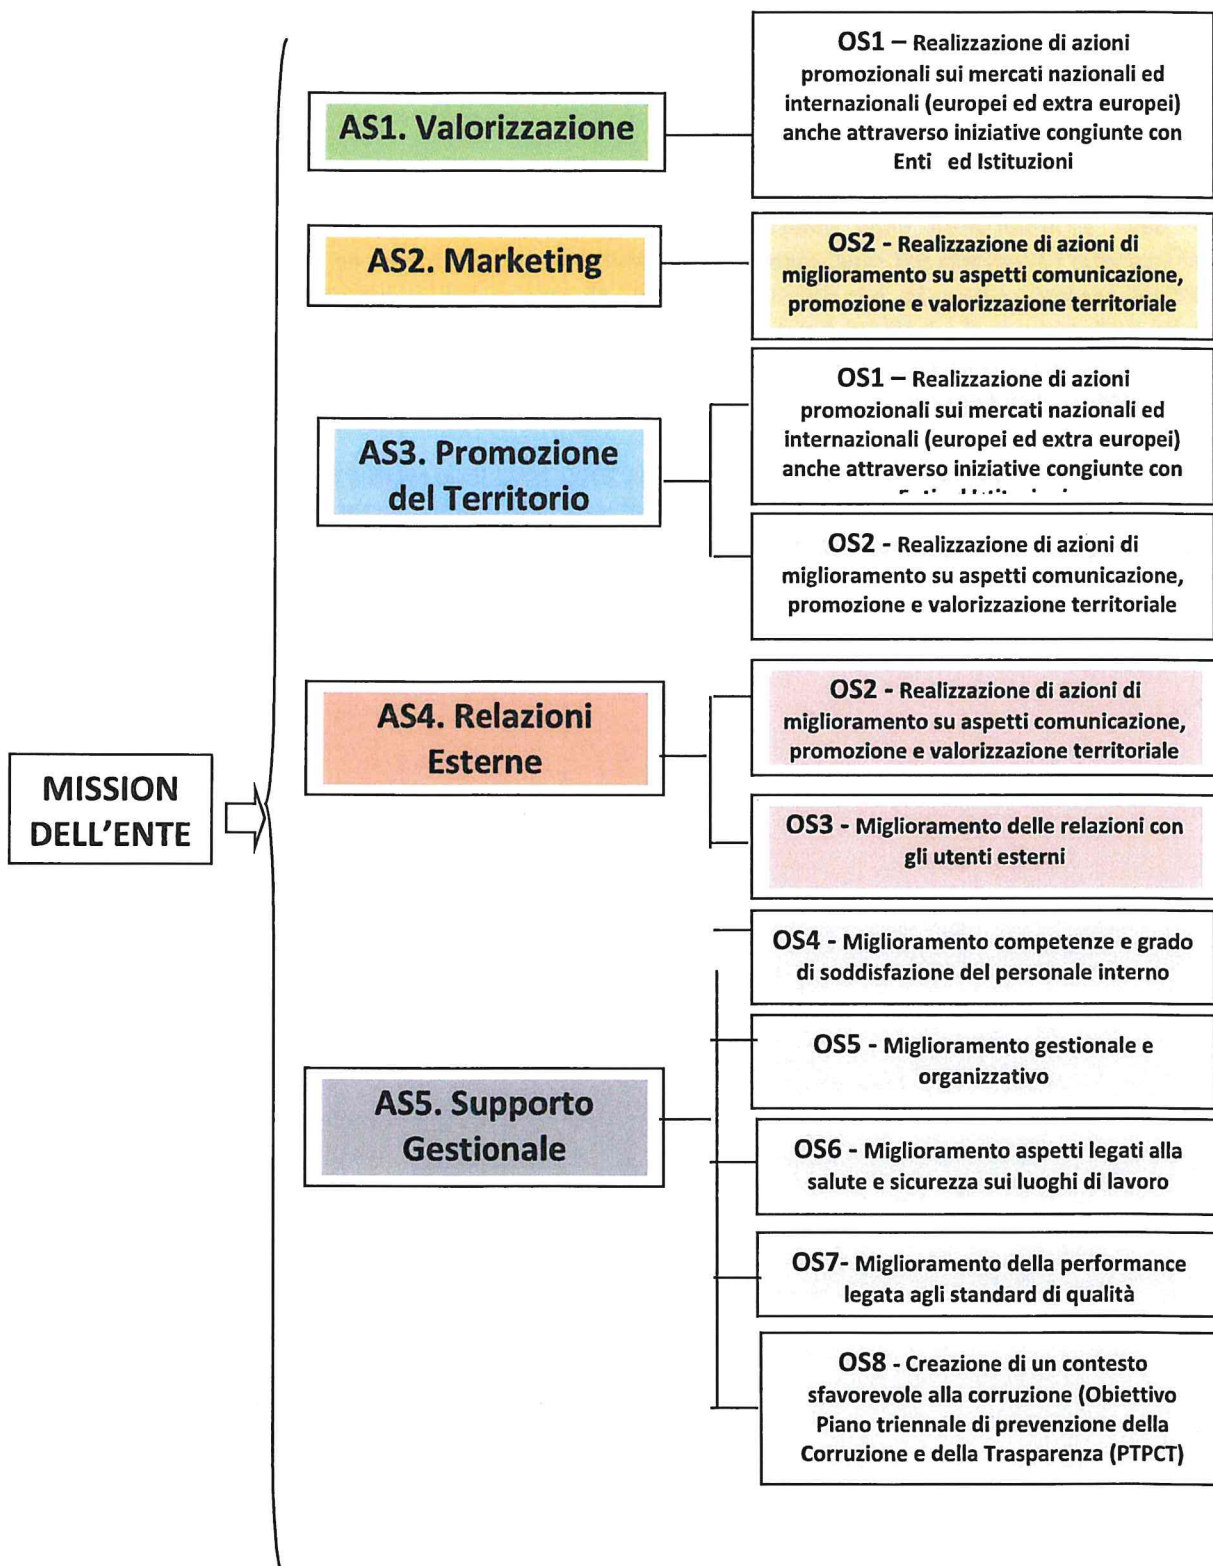 OS1 – Realizzazione di azioni
promozionali sui mercati nazionali ed
internazionali (europei ed extra europei)
anche attraverso iniziative congiunte con
Enti ed Istituzioni
AS1. Valorizzazione
AS2. Marketing
OS2 - Realizzazione di azioni di
miglioramento su aspetti comunicazione,
promozione e valorizzazione territoriale
AS3. Promozione
del Territorio
OS1 – Realizzazione di azioni
promozionali sui mercati nazionali ed
internazionali (europei ed extra europei)
anche attraverso iniziative congiunte con
OS2 - Realizzazione di azioni di
miglioramento su aspetti comunicazione,
promozione e valorizzazione territoriale
AS4. Relazioni
Esterne
OS2 - Realizzazione di azioni di
miglioramento su aspetti comunicazione,
promozione e valorizzazione territoriale
MISSION
DELL'ENTE
OS3 - Miglioramento delle relazioni con
gli utenti esterni
OS4 - Miglioramento competenze e grado
di soddisfazione del personale interno
OS5 - Miglioramento gestionale e
organizzativo
AS5. Supporto
Gestionale
OS6 - Miglioramento aspetti legati alla
salute e sicurezza sui luoghi di lavoro
OS7- Miglioramento della performance
legata agli standard di qualità
OS8 - Creazione di un contesto
sfavorevole alla corruzione (Obiettivo
Piano triennale di prevenzione della
Corruzione e della Trasparenza (PTPCT)